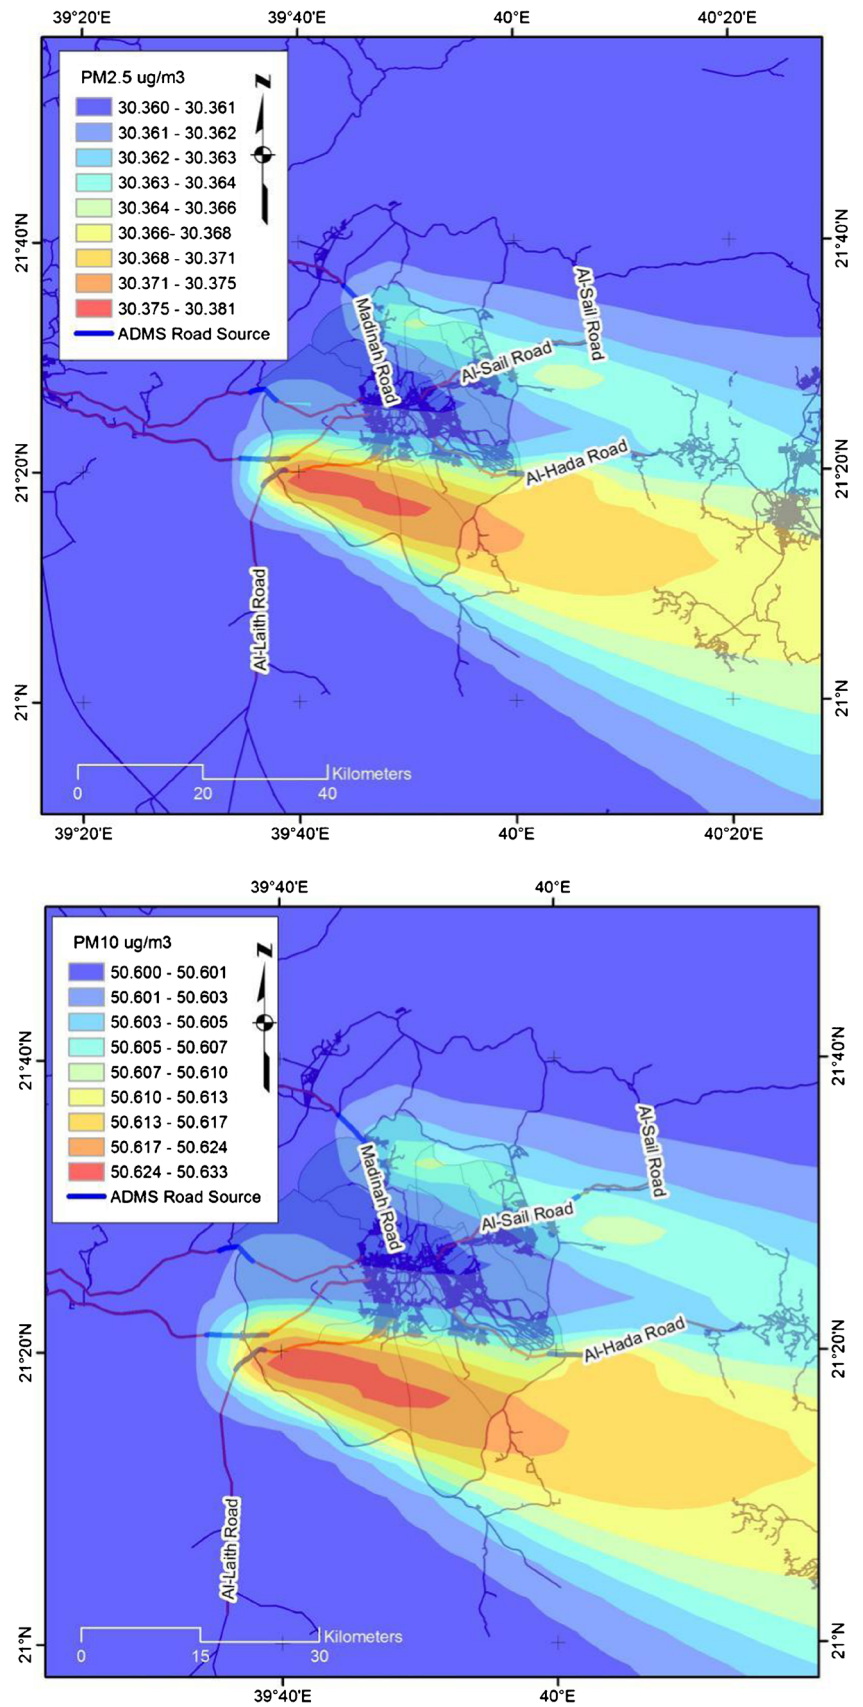 39°20'E 39°40'E 40°E 40°20'E
PM2.5 ug/m3
N
30.360 - 30.361
30.361 - 30.362
30.362 - 30.363
30.363 - 30.364
30.364 - 30.366
30.366- 30.368
30.368 - 30.371
30.371 - 30.375
30.375 - 30.381
ADMS Road Source
21°40'N
21°40'N
Al-Sail Road
Madinah Road
Al-Sail Road
Al-Hada Road
21°20'N
21°20'N
Al-Laith Road
21°N
21°N
Kilometers
0 20 40
39°20'E 39°40'E 40°E 40°20'E
39°40'E 40°E
PM10 ug/m3
N
50.600 - 50.601
50.601 - 50.603
50.603 - 50.605
50.605 - 50.607
50.607 - 50.610
50.610 - 50.613
50.613 - 50.617
50.617 - 50.624
50.624 - 50.633
ADMS Road Source
21°40'N
21°40'N
Al-Sail Road
Madinah Road
Al-Sail Road
Al-Hada Road
21°20'N
21°20'N
Al-Laith Road
21°N
21°N
Kilometers
0 15 30
39°40'E 40°E